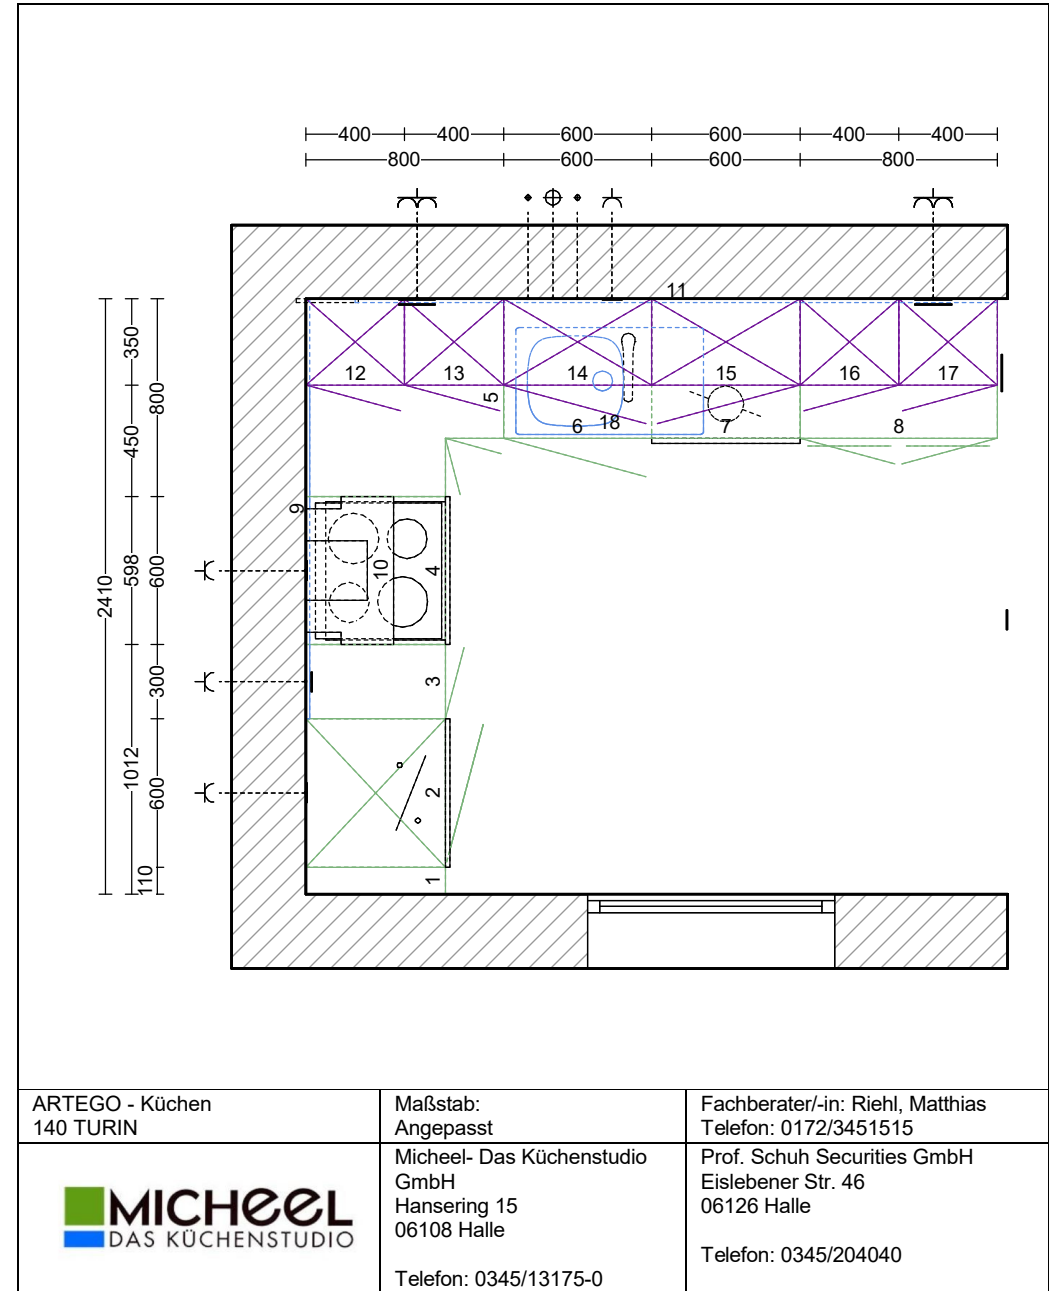 400 400 600 600 400 400
800 600 600 800
11
350
800
12 13 14 15 16 17
5
450
6 18 7 8
9
2410
598
600
10
4
300
3
1012
600
2
110
1
ARTEGO - Küchen
140 TURIN
Maßstab:
Angepasst
Fachberater/-in: Riehl, Matthias
Telefon: 0172/3451515
MICHEEL
DAS KÜCHENSTUDIO
Micheel- Das Küchenstudio
GmbH
Hansering 15
06108 Halle
Telefon: 0345/13175-0
Prof. Schuh Securities GmbH
Eislebener Str. 46
06126 Halle
Telefon: 0345/204040